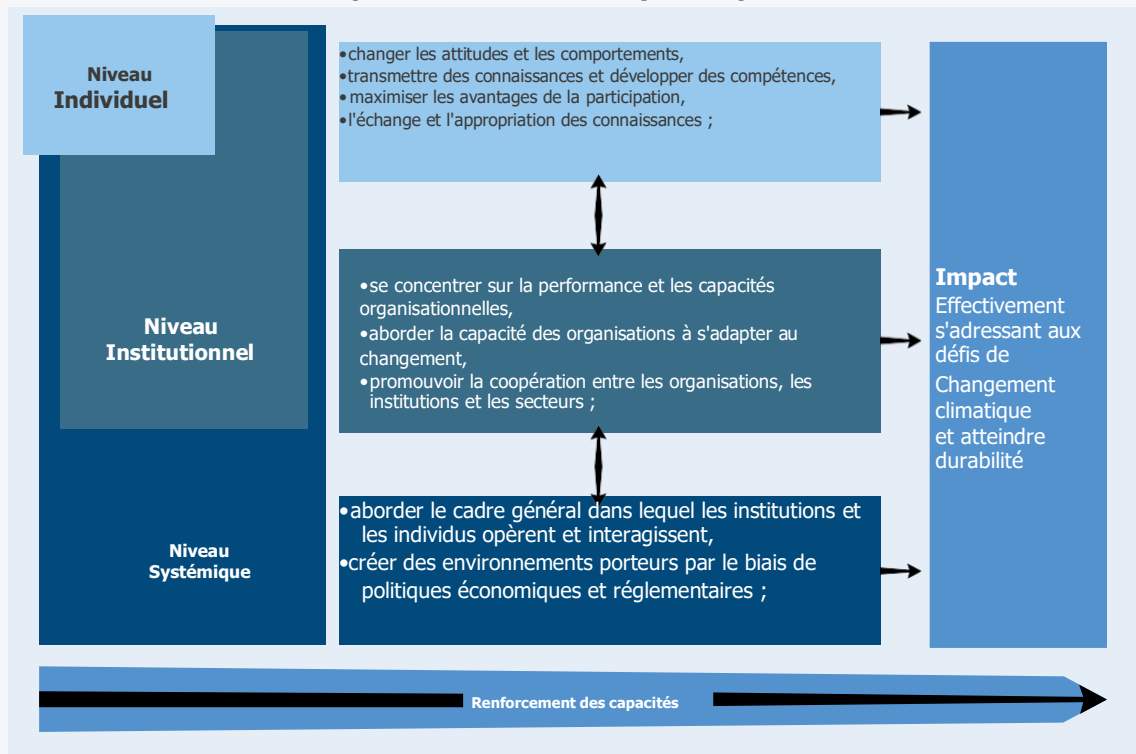 Niveau
Individuel
•changer les attitudes et les comportements,
•transmettre des connaissances et développer des compétences,
• maximiser les avantages de la participation,
•l'échange et l'appropriation des connaissances ;
Niveau
Institutionnel
•se concentrer sur la performance et les capacités
organisationnelles,
•aborder la capacité des organisations à s'adapter au
changement,
•promouvoir la coopération entre les organisations, les
institutions et les secteurs ;
Niveau
Systémique
•aborder le cadre général dans lequel les institutions et
les individus opèrent et interagissent,
•créer des environnements porteurs par le biais de
politiques économiques et réglementaires ;
Impact
Effectivement
s'adressant aux
défis de
Changement
climatique
et atteindre
durabilité
Renforcement des capacités